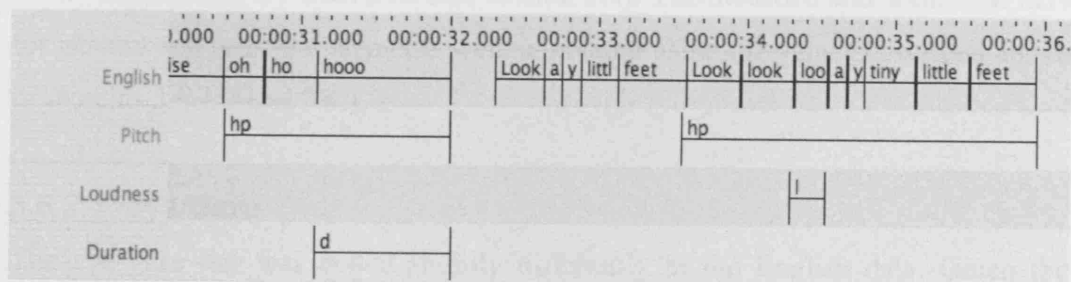 0.000 00:00:31.000 00:00:32.000 00:00:33.000 00:00:34.000 00:00:35.000 00:00:36.
English ise oh ho hooo Look a y littl feet Look look loo a y tiny little feet
Pitch hp hp
Loudness l
Duration d